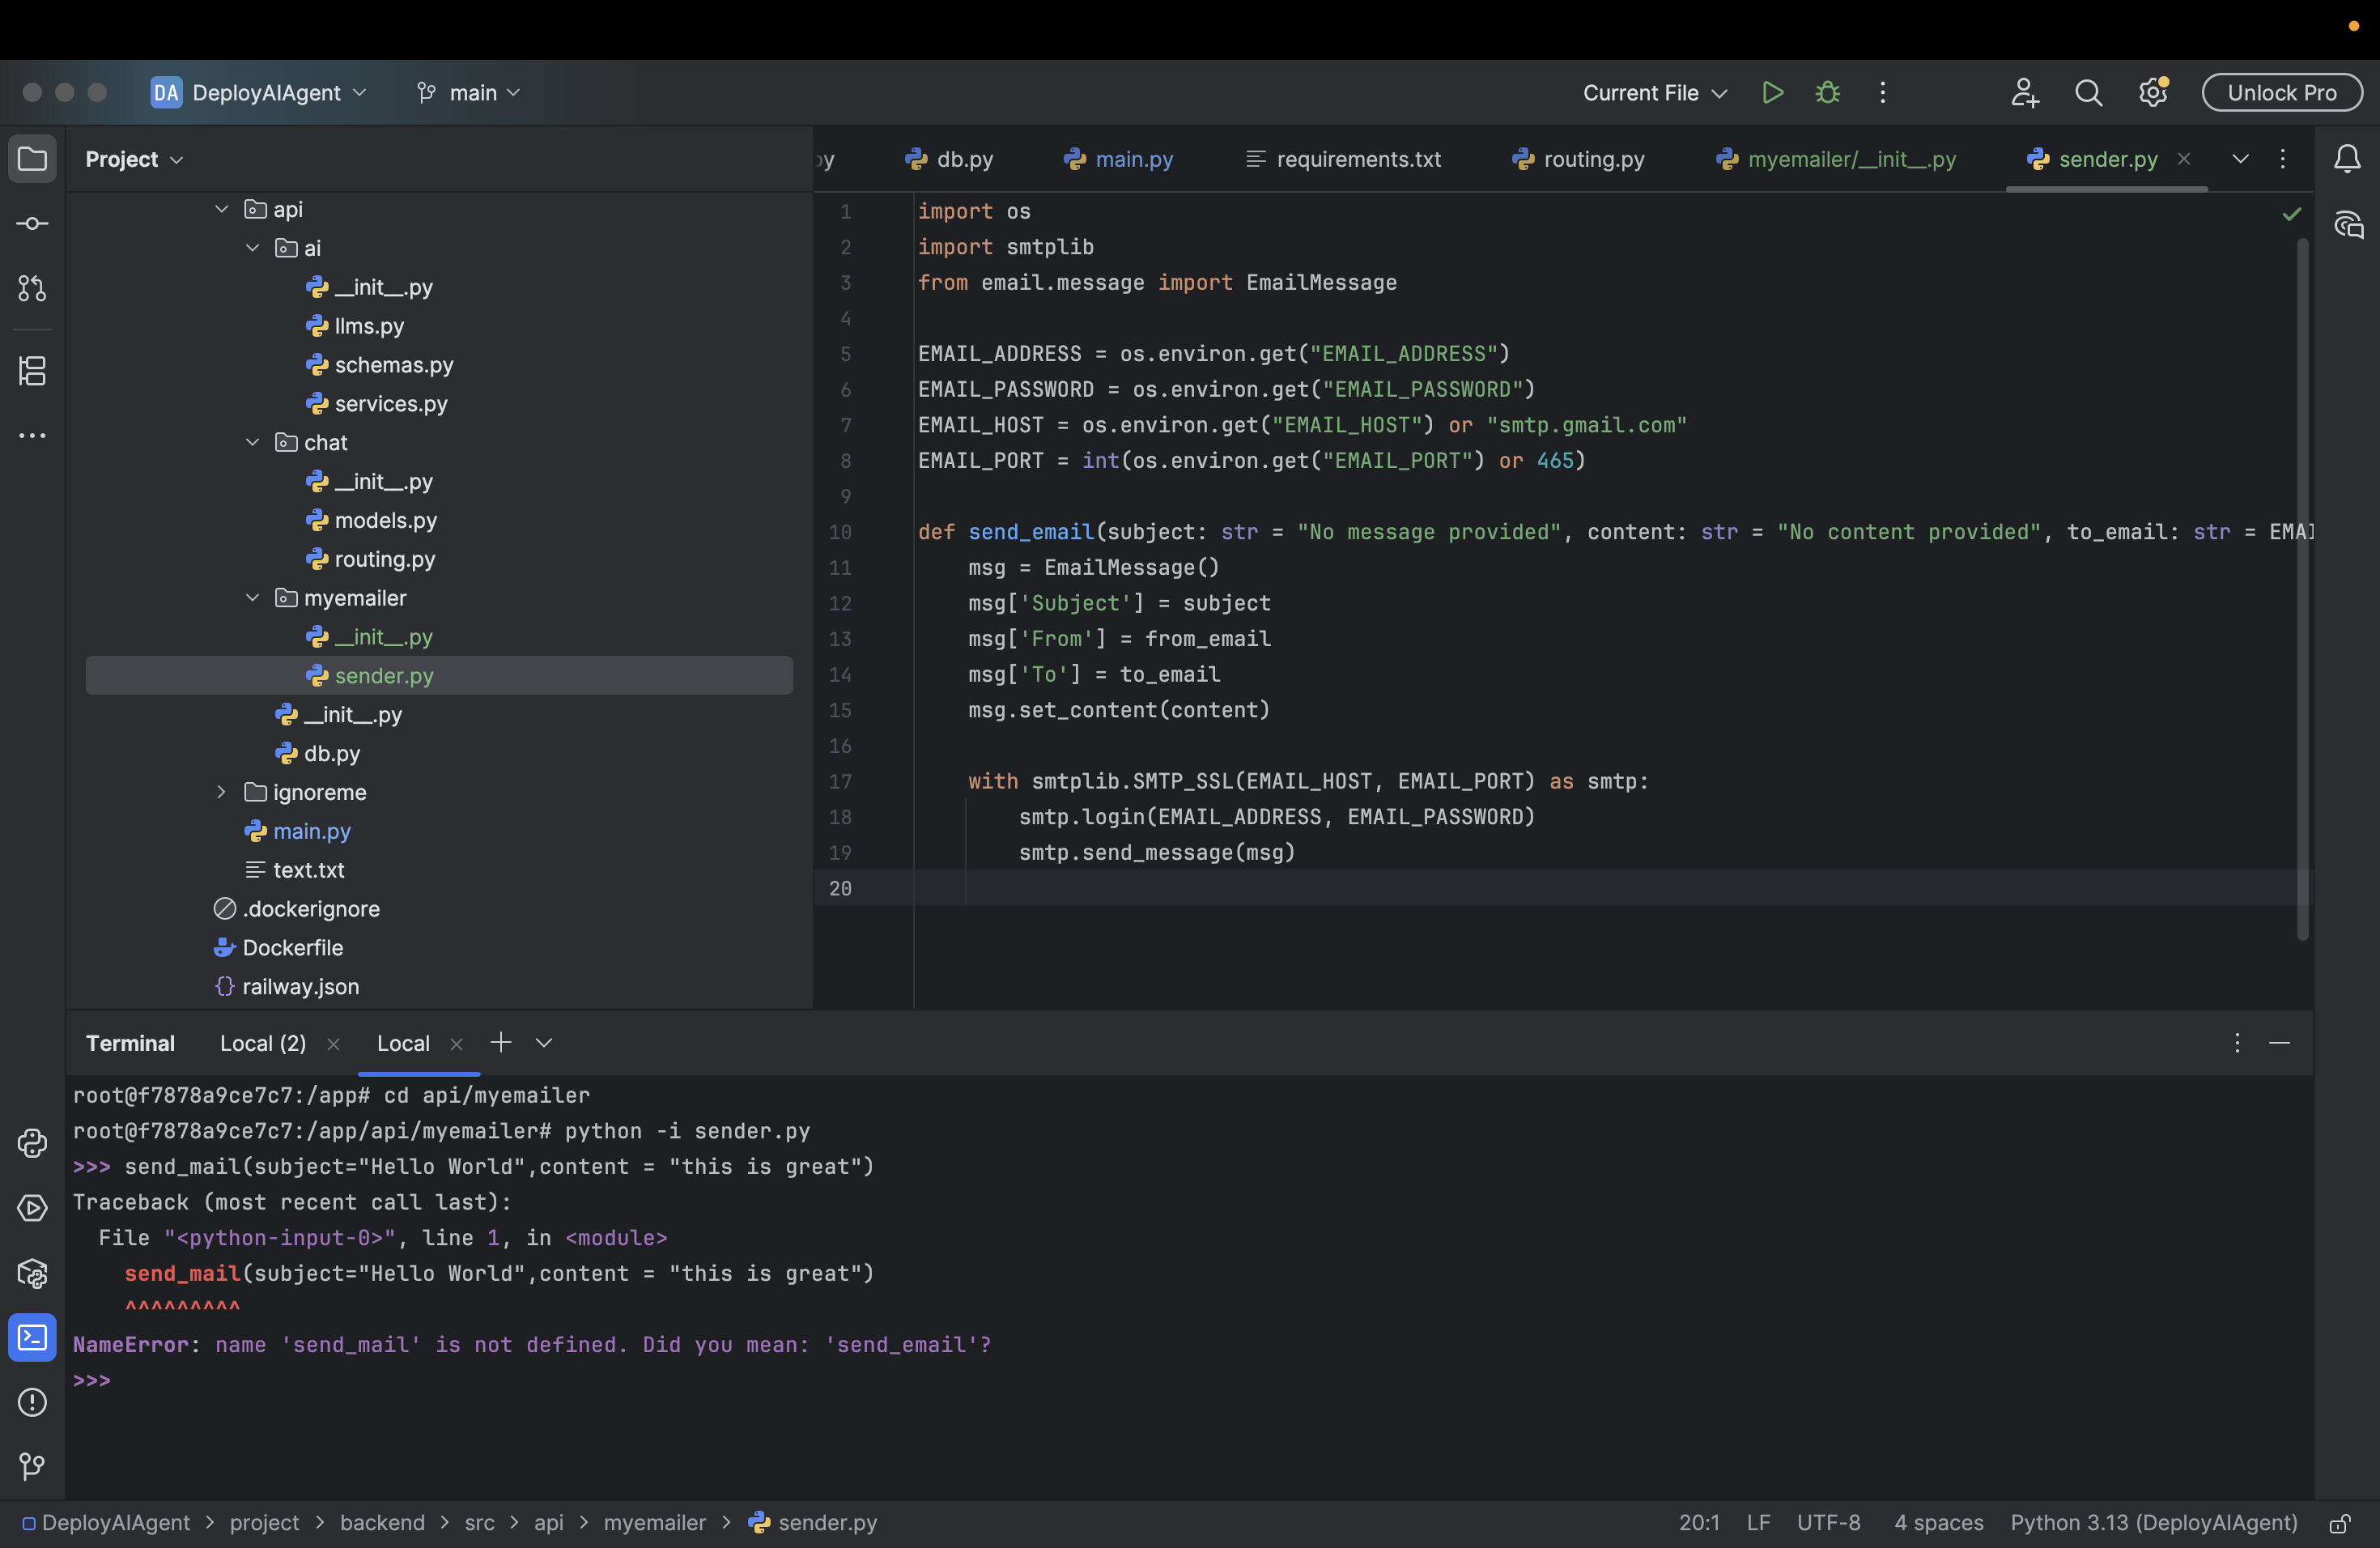 DA DeployAIAgent main Current File Unlock Pro
Project
py db.py main.py requirements.txt routing.py myemailer/__init__.py sender.py
api
ai
__init__.py
llms.py
schemas.py
services.py
chat
__init__.py
models.py
routing.py
myemailer
__init__.py
sender.py
__init__.py
db.py
ignoreme
main.py
text.txt
.dockerignore
Dockerfile
railway.json
1 import os
2 import smtplib
3 from email.message import EmailMessage
4
5 EMAIL_ADDRESS = os.environ.get("EMAIL_ADDRESS")
6 EMAIL_PASSWORD = os.environ.get("EMAIL_PASSWORD")
7 EMAIL_HOST = os.environ.get("EMAIL_HOST") or "smtp.gmail.com"
8 EMAIL_PORT = int(os.environ.get("EMAIL_PORT") or 465)
9
10 def send_email(subject: str = "No message provided", content: str = "No content provided", to_email: str = EMAI
11 msg = EmailMessage()
12 msg['Subject'] = subject
13 msg['From'] = from_email
14 msg['To'] = to_email
15 msg.set_content(content)
16
17 with smtplib.SMTP_SSL(EMAIL_HOST, EMAIL_PORT) as smtp:
18 smtp.login(EMAIL_ADDRESS, EMAIL_PASSWORD)
19 smtp.send_message(msg)
20
Terminal Local (2) Local
root@f7878a9ce7c7:/app# cd api/myemailer
root@f7878a9ce7c7:/app/api/myemailer# python -i sender.py
>>> send_mail(subject="Hello World",content = "this is great")
Traceback (most recent call last):
File "<python-input-0>", line 1, in <module>
send_mail(subject="Hello World",content = "this is great")
^^^^^^^^^
NameError: name 'send_mail' is not defined. Did you mean: 'send_email'?
>>>
DeployAIAgent > project > backend > src > api > myemailer > sender.py 20:1 LF UTF-8 4 spaces Python 3.13 (DeployAIAgent)